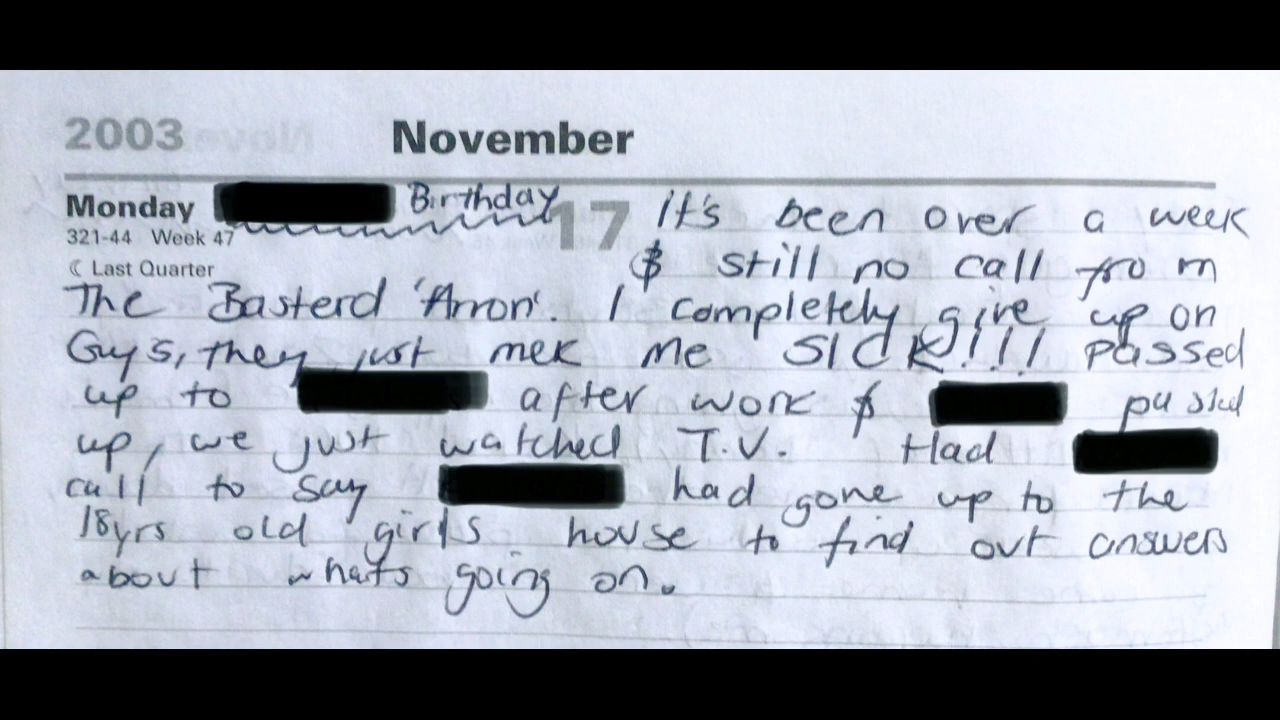 2003 November
Monday Birthday 17 It's been over a week
321-44 Week 47
& still no call from
☾ Last Quarter
The Basterd 'Arron'. I completely give up on
Guys, they just mek me SICK!!! Passed
up to after work & pa sled
up, we just watched T.V. Had
call to say had gone up to the
18yrs old girls house to find out answers
about whats going on.